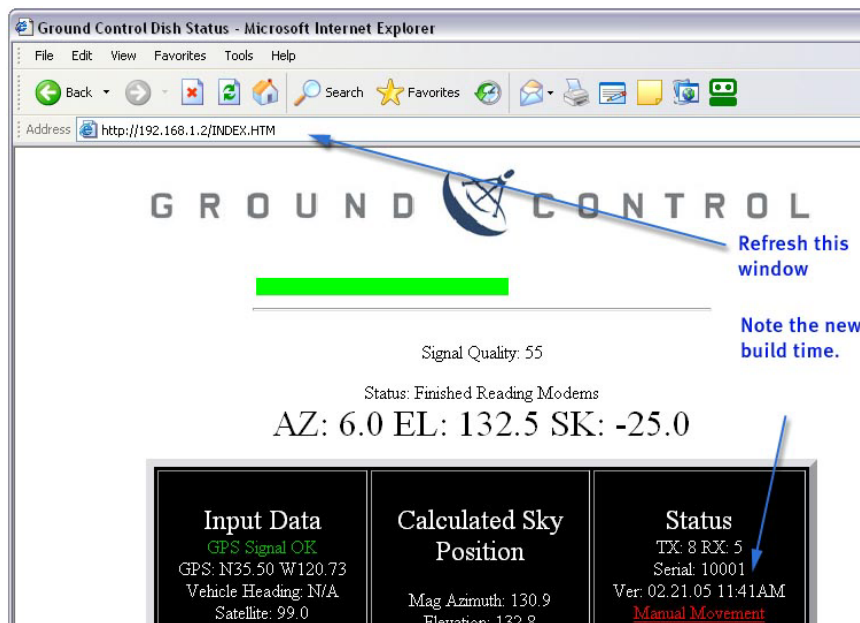 Ground Control Dish Status - Microsoft Internet Explorer
File Edit View Favorites Tools Help
Back Search Favorites
Address http://192.168.1.2/INDEX.HTM
GROUND CONTROL
Refresh this
window
Note the new
build time.
Signal Quality: 55
Status: Finished Reading Modems
AZ: 6.0 EL: 132.5 SK: -25.0
Input Data
GPS Signal OK
GPS: N35.50 W120.73
Vehicle Heading: N/A
Satellite: 99.0
Calculated Sky
Position
Mag Azimuth: 130.9
Elevation: 132.8
Status
TX: 8 RX: 5
Serial: 10001
Ver: 02.21.05 11:41AM
Manual Movement